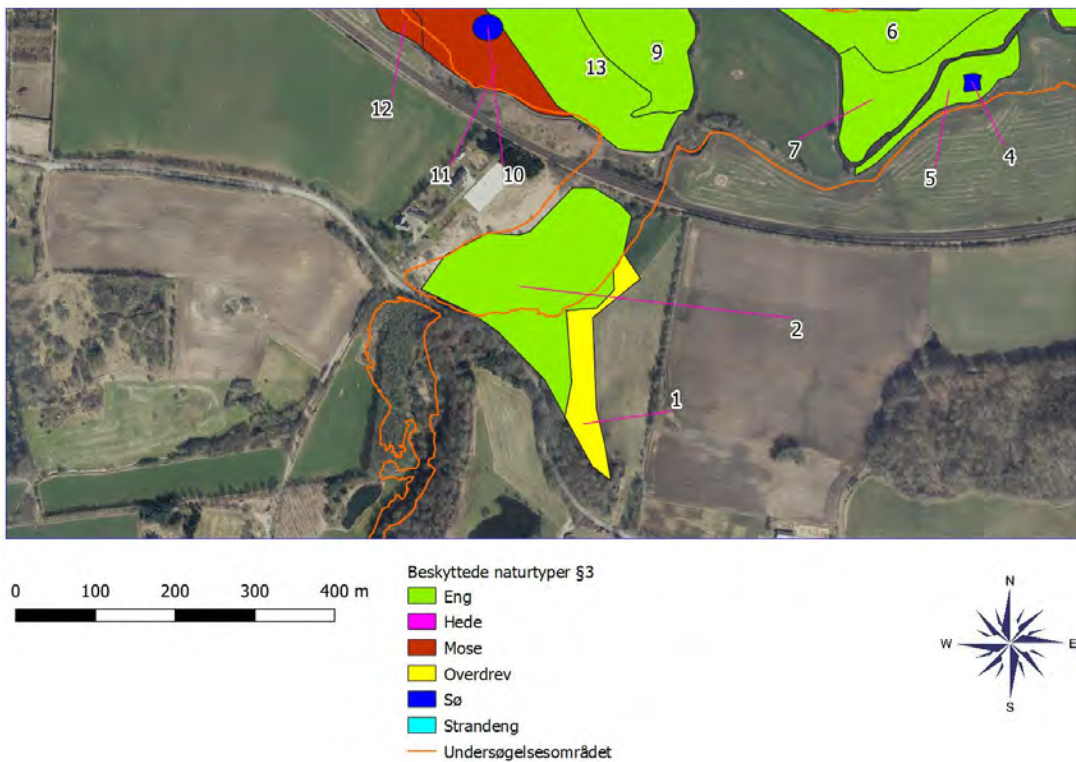 6
9
13
12
7
4
5
11
10
2
1
0 100 200 300 400 m
Beskyttede naturtyper §3
Eng
Hede
Mose
Overdrev
Sø
Strandeng
Undersøgelsesområdet
N
W
E
S